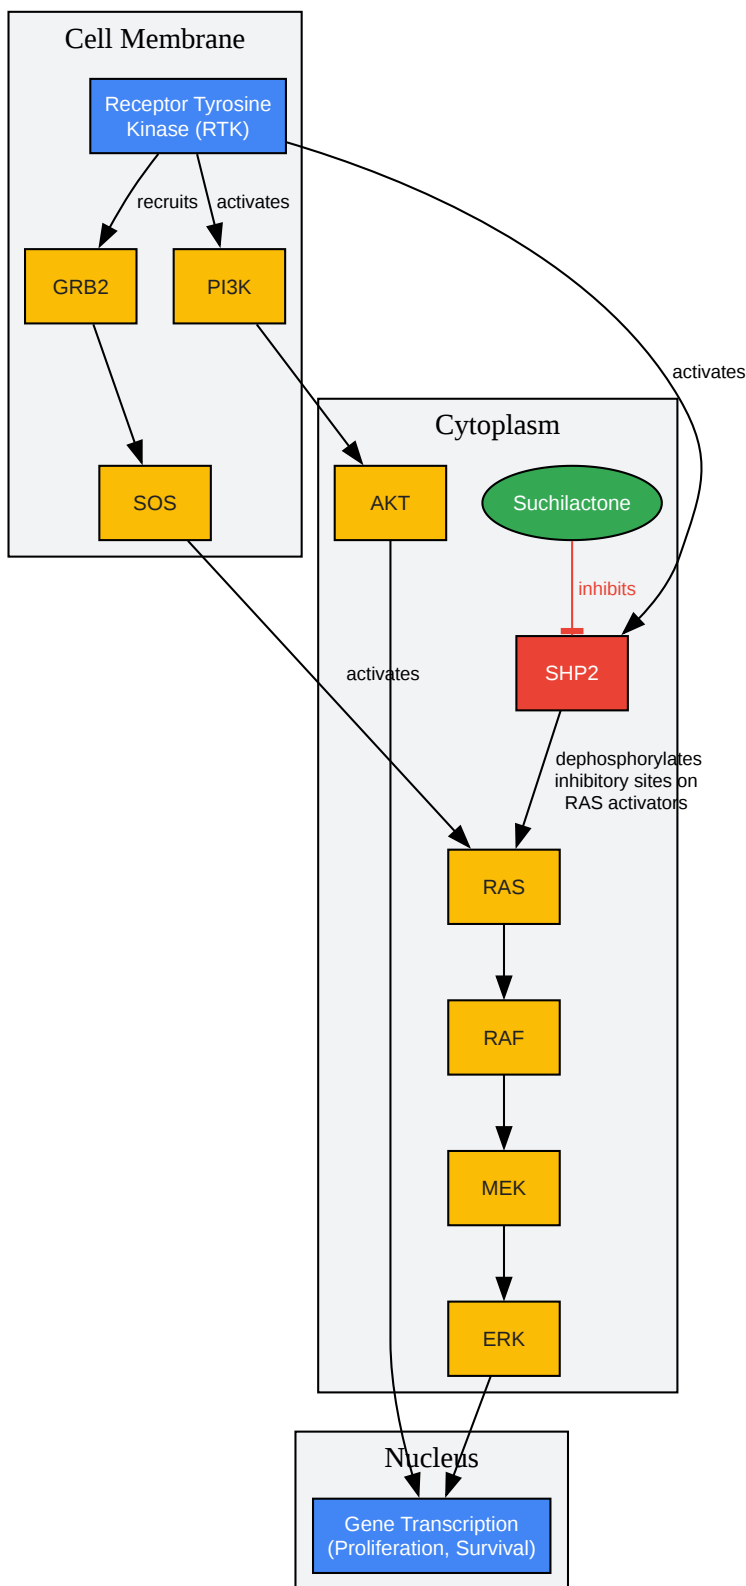 Cell Membrane
Receptor Tyrosine
Kinase (RTK)
recruits
activates
GRB2
PI3K
activates
Cytoplasm
SOS
AKT
Suchilactone
inhibits
activates
SHP2
dephosphorylates
inhibitory sites on
RAS activators
RAS
RAF
MEK
ERK
Nucleus
Gene Transcription
(Proliferation, Survival)